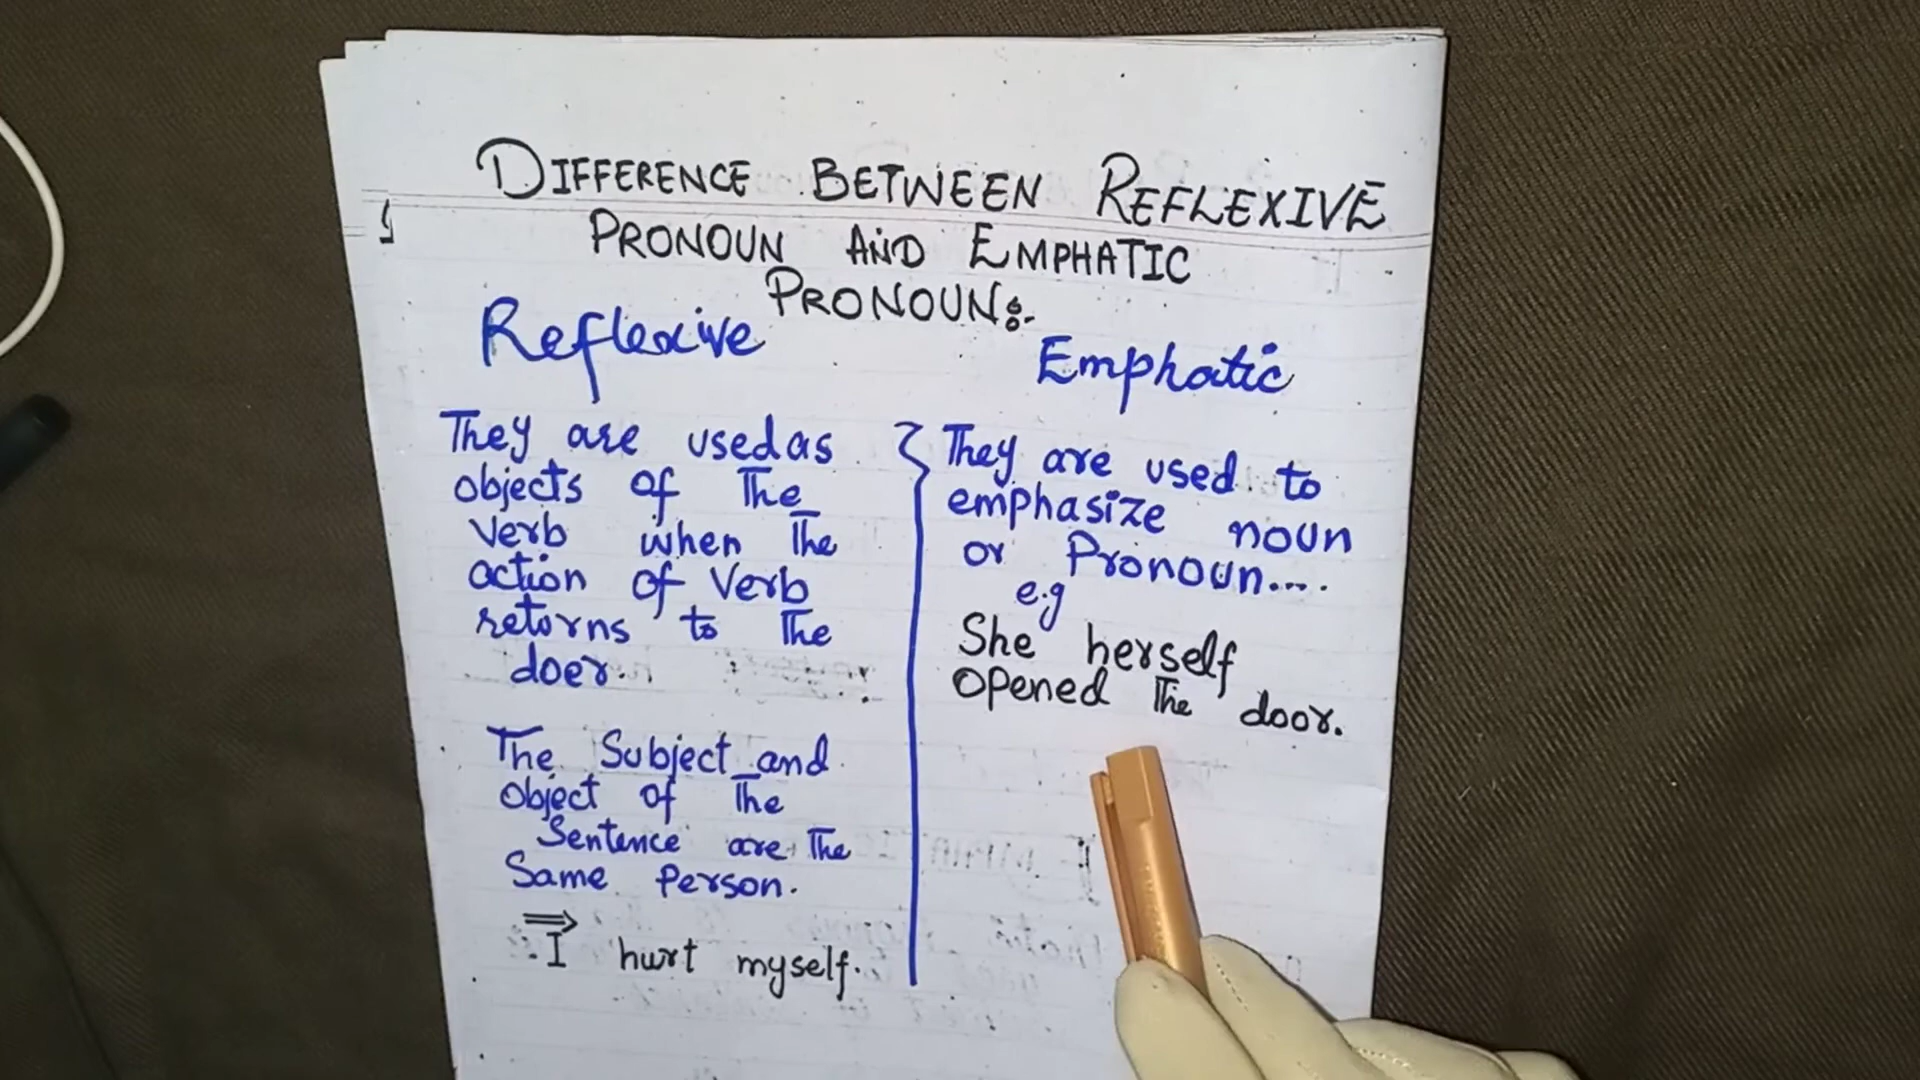 DIFFERENCE BETWEEN REFLEXIVE
PRONOUN AND EMPHATIC
PRONOUN:-
Reflexive
They are used as
objects of the
verb when the
action of Verb
returns to the
doer.
The Subject and
object of the
Sentence are the
Same Person.
⇒
I hurt myself.
Emphatic
They are used to
emphasize noun
or Pronoun....
e.g
She herself
opened the door.